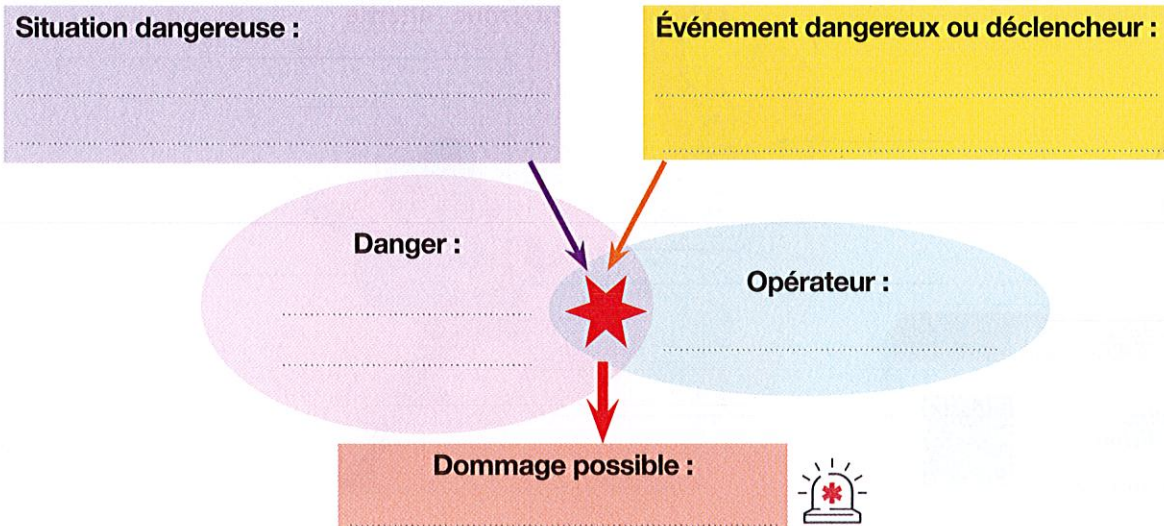 Situation dangereuse :
Événement dangereux ou déclencheur :
Danger :
Opérateur :
Dommage possible :